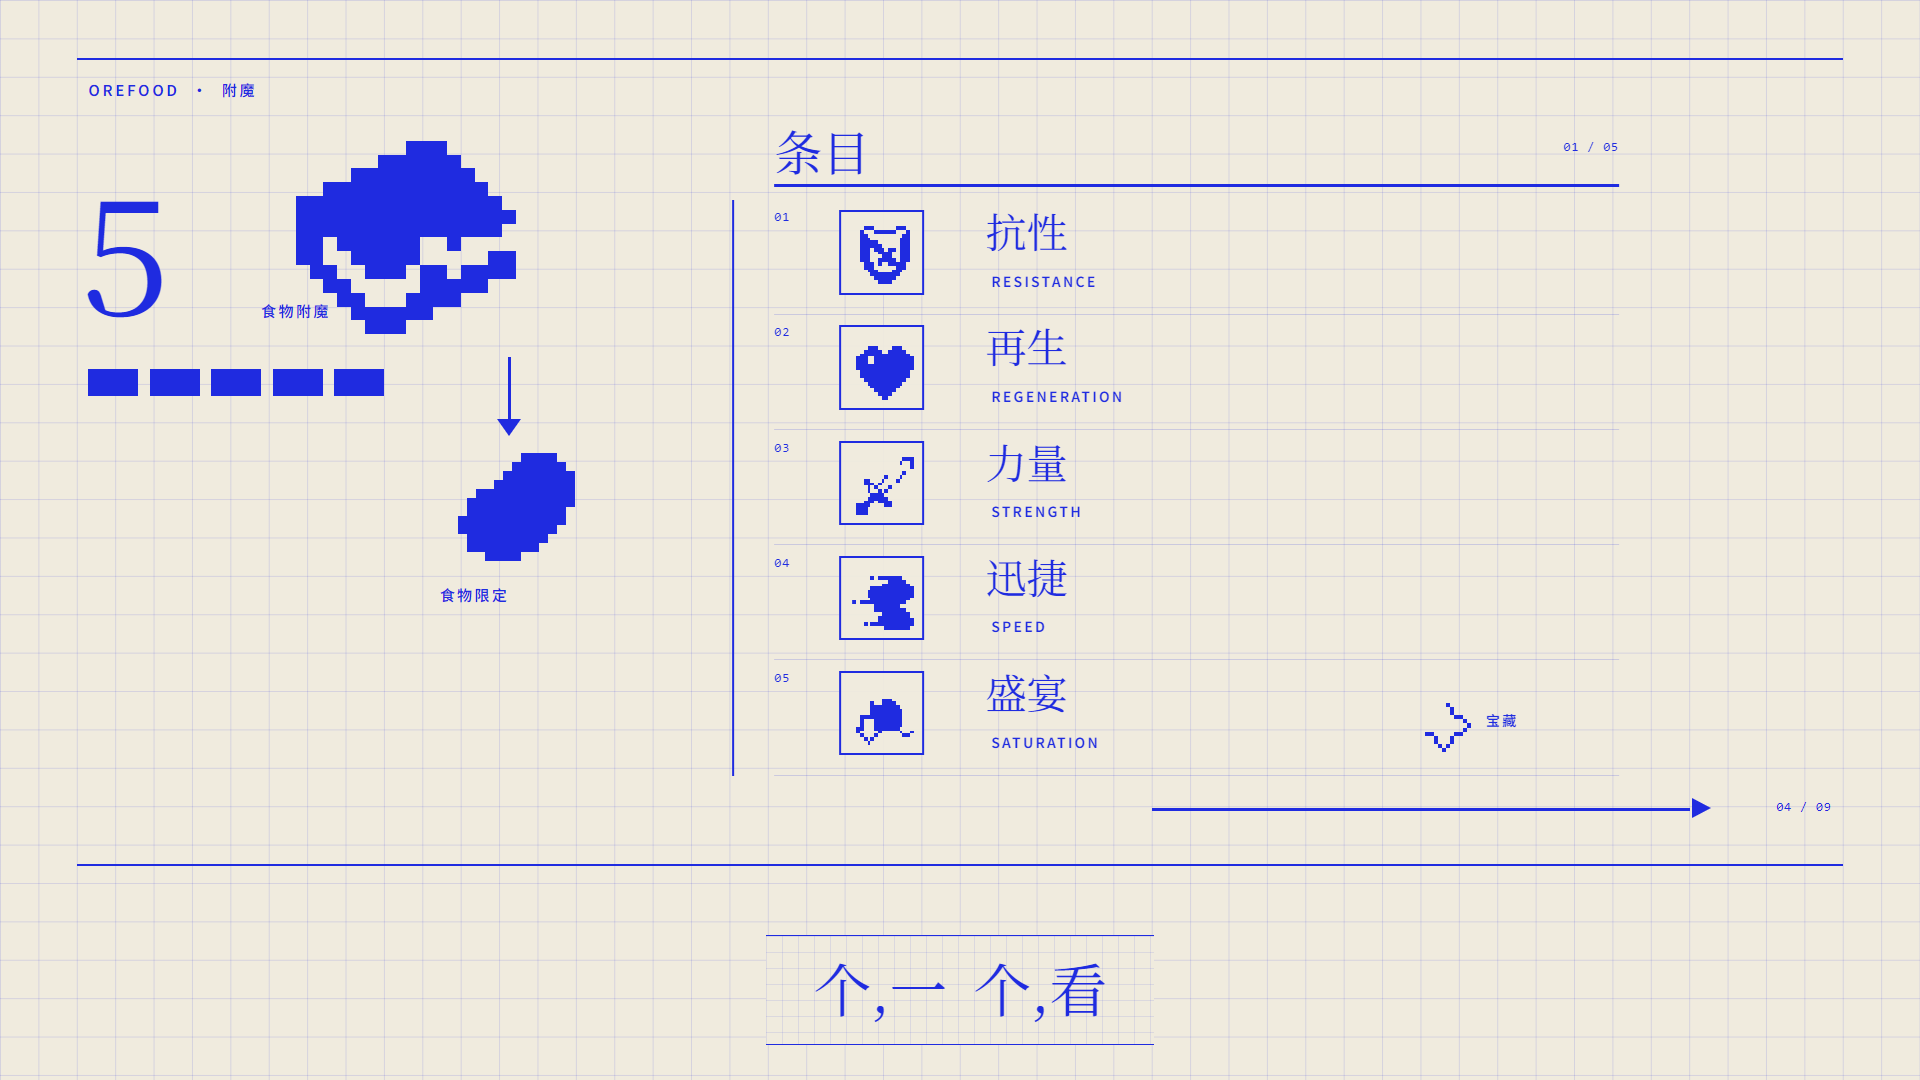 OREFOOD · 附魔
5
食物附魔
食物限定
条目
01 / 05
01
抗性
RESISTANCE
02
再生
REGENERATION
03
力量
STRENGTH
04
迅捷
SPEED
05
盛宴
SATURATION
宝藏
04 / 09
个,一 个,看